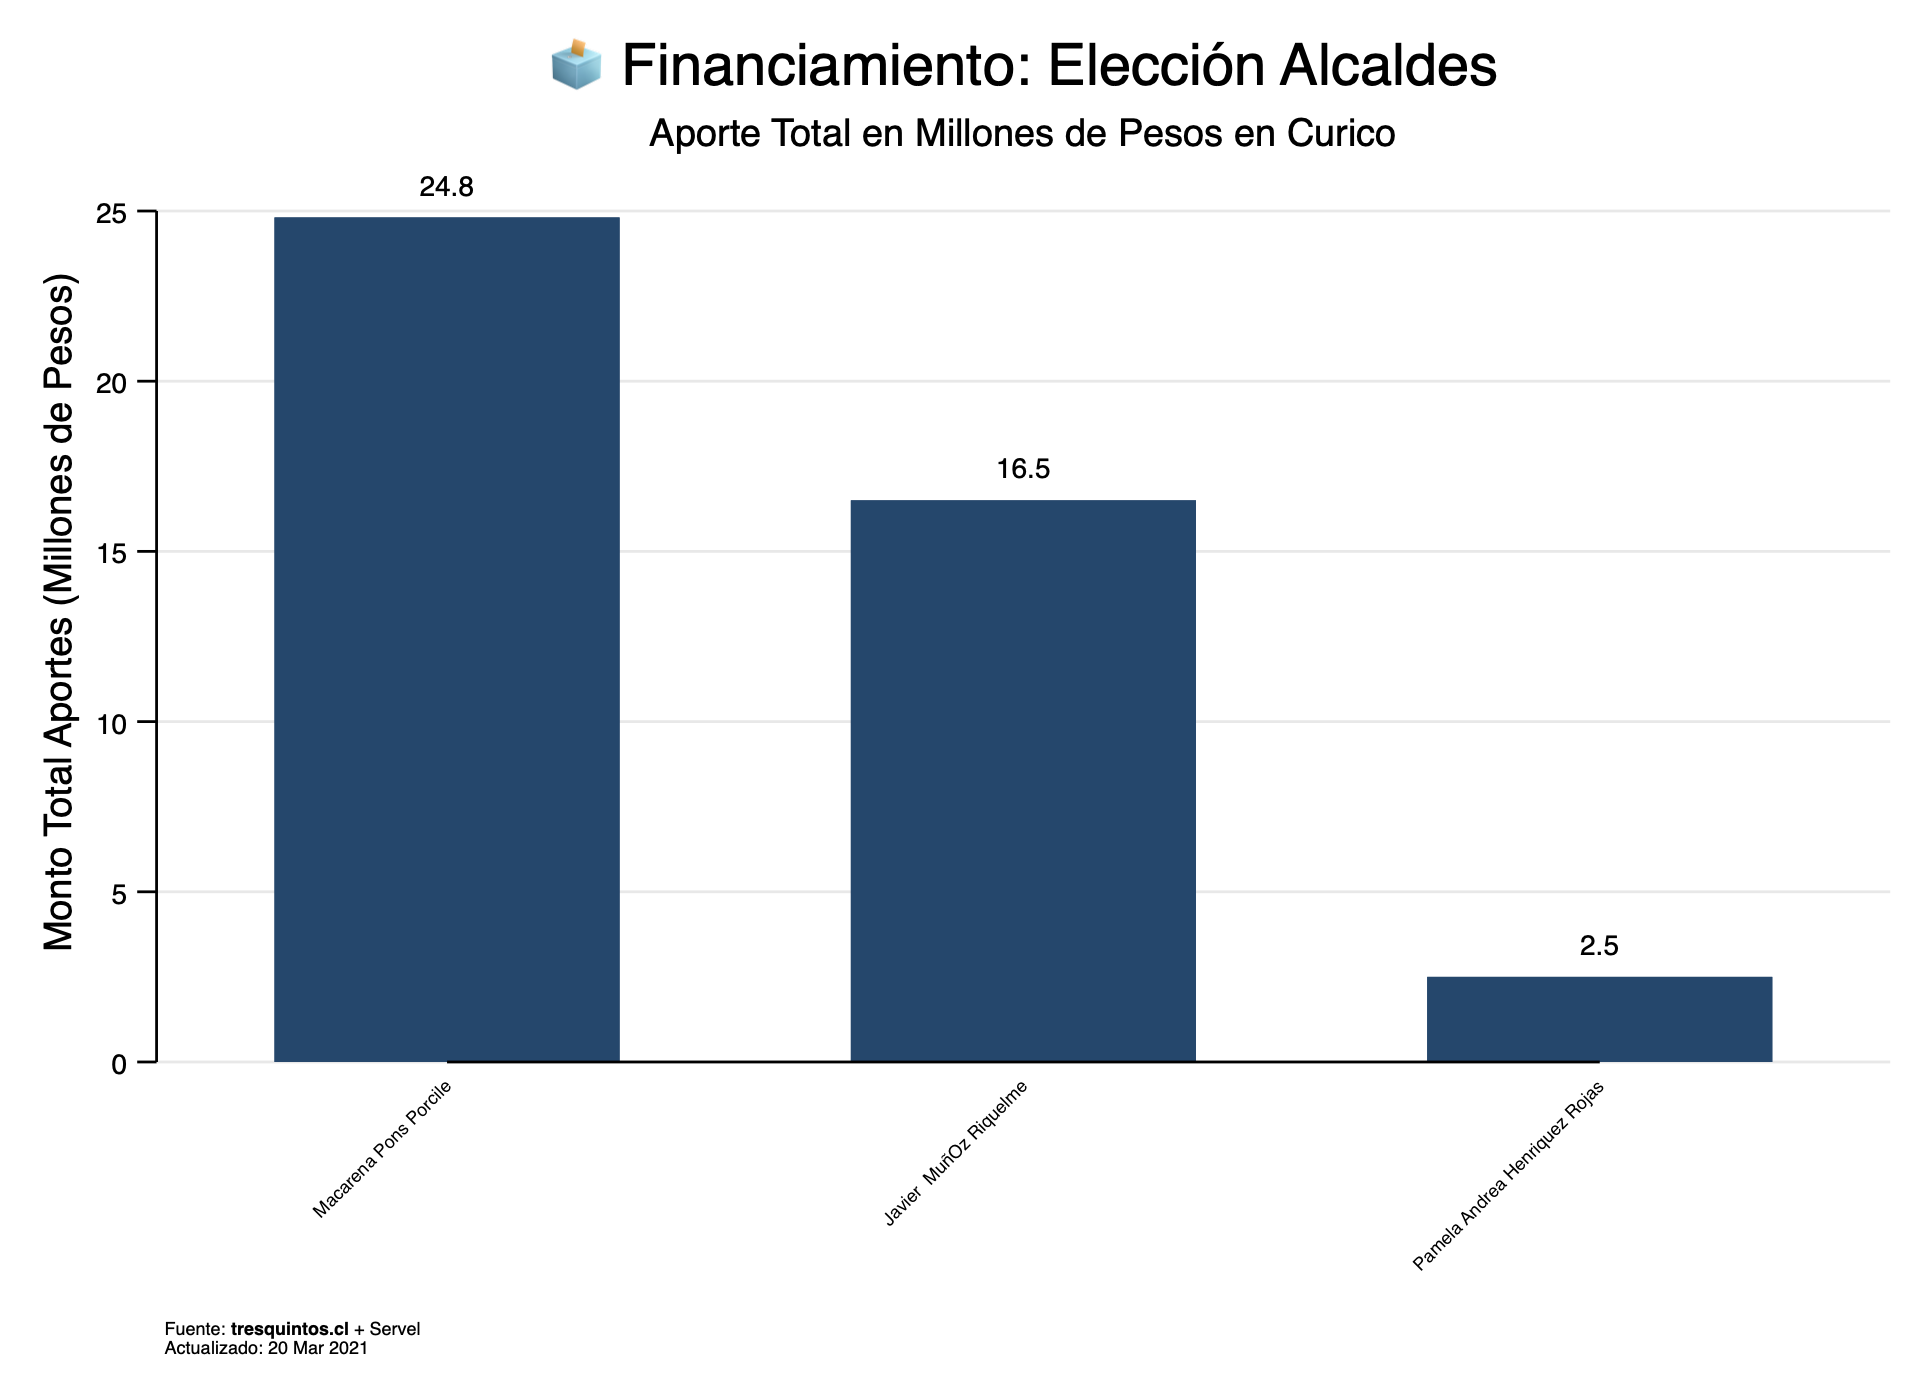 Financiamiento: Elección Alcaldes
Aporte Total en Millones de Pesos en Curico
Monto Total Aportes (Millones de Pesos)
25
20
15
10
5
0
24.8
16.5
2.5
Macarena Pons Porcile
Javier  MuñOz Riquelme
Pamela Andrea Henriquez Rojas
Fuente: tresquintos.cl + Servel
Actualizado: 20 Mar 2021